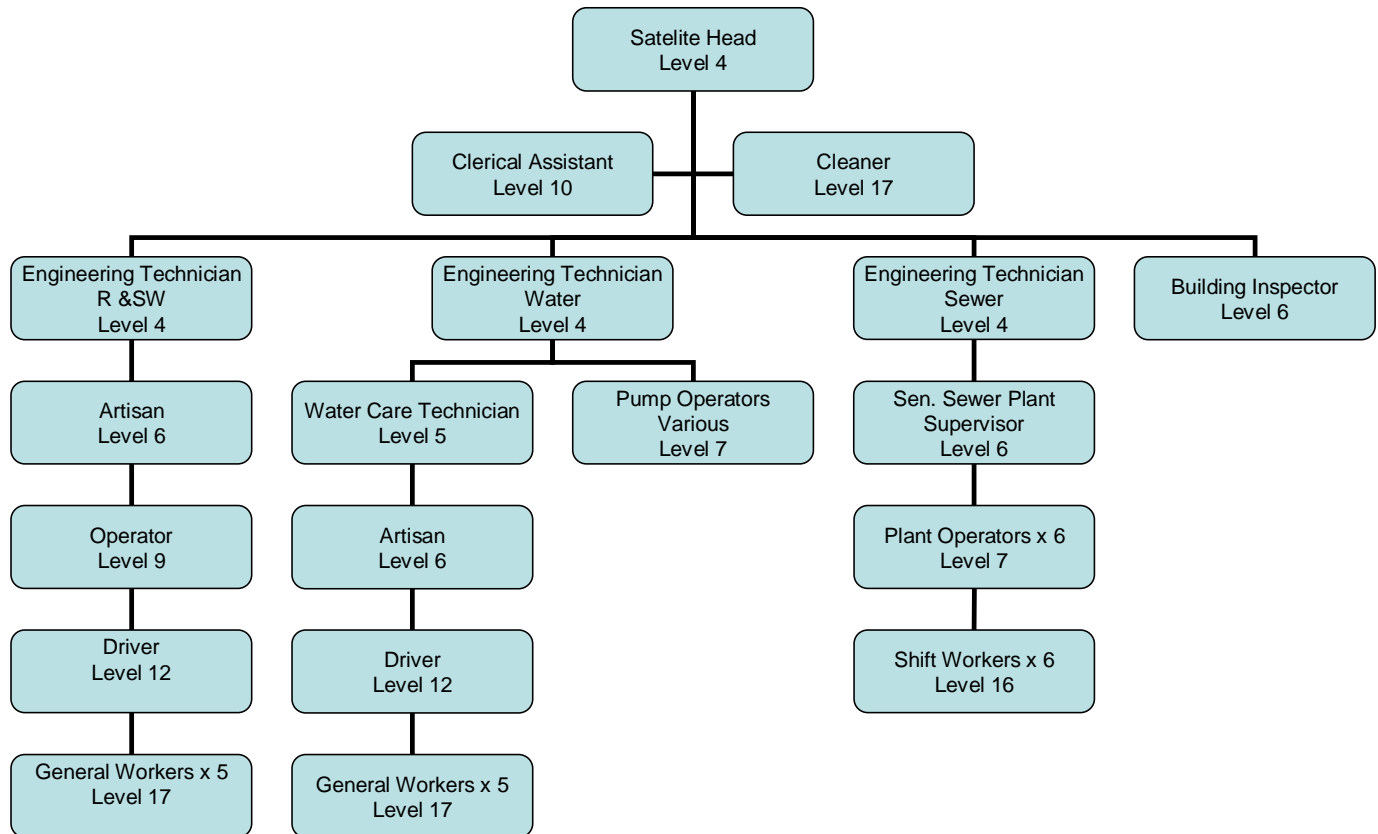 Satelite Head
Level 4
Clerical Assistant
Level 10
Cleaner
Level 17
Engineering Technician
R &SW
Level 4
Engineering Technician
Water
Level 4
Engineering Technician
Sewer
Level 4
Building Inspector
Level 6
Artisan
Level 6
Water Care Technician
Level 5
Pump Operators
Various
Level 7
Sen. Sewer Plant
Supervisor
Level 6
Operator
Level 9
Artisan
Level 6
Plant Operators x 6
Level 7
Driver
Level 12
Driver
Level 12
Shift Workers x 6
Level 16
General Workers x 5
Level 17
General Workers x 5
Level 17